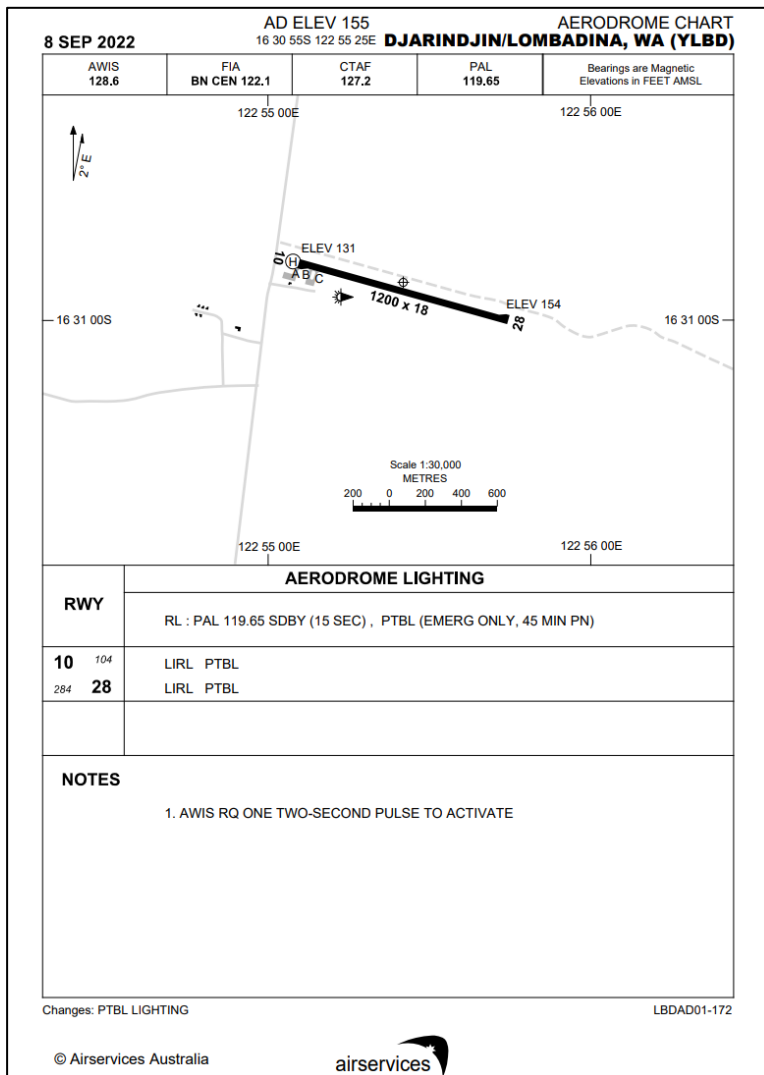 AD ELEV 155
AERODROME CHART
8 SEP 2022
16 30 55S 122 55 25E
DJARINDJIN/LOMBADINA, WA (YLBD)
AWIS
128.6
FIA
BN CEN 122.1
CTAF
127.2
PAL
119.65
Bearings are Magnetic
Elevations in FEET AMSL
122 55 00E
122 56 00E
2° E
ELEV 131
10
H
A B C
1200 x 18
ELEV 154
28
16 31 00S
16 31 00S
Scale 1:30,000
METRES
200 0 200 400 600
122 55 00E
122 56 00E
RWY
AERODROME LIGHTING
RL : PAL 119.65 SDBY (15 SEC) , PTBL (EMERG ONLY, 45 MIN PN)
10 104 LIRL PTBL
284 28 LIRL PTBL
NOTES
1. AWIS RQ ONE TWO-SECOND PULSE TO ACTIVATE
Changes: PTBL LIGHTING
LBDAD01-172
© Airservices Australia
airservices